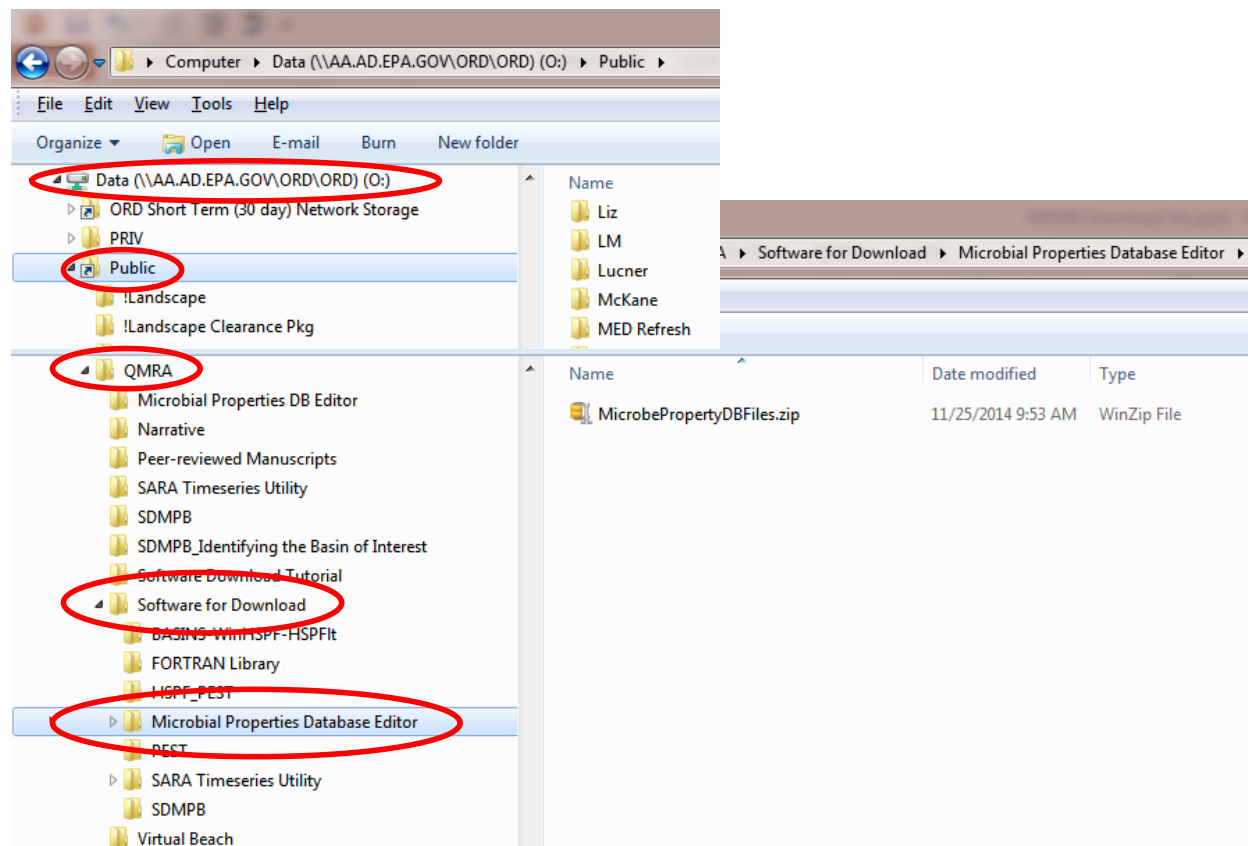 Computer ▸ Data (\\AA.AD.EPA.GOV\ORD\ORD) (O:) ▸ Public ▸
File Edit View Tools Help
Organize ▾ Open E-mail Burn New folder
Data (\\AA.AD.EPA.GOV\ORD\ORD) (O:)
ORD Short Term (30 day) Network Storage
PRIV
Public
!Landscape
!Landscape Clearance Pkg
Name
Liz
LM
Lucner
McKane
MED Refresh
▸ Software for Download ▸ Microbial Properties Database Editor ▸
QMRA
Microbial Properties DB Editor
Narrative
Peer-reviewed Manuscripts
SARA Timeseries Utility
SDMPB
SDMPB_Identifying the Basin of Interest
Software Download Tutorial
Software for Download
BASINS-WinHSPF-HSPFlt
FORTRAN Library
HSPF_PEST
Microbial Properties Database Editor
PEST
SARA Timeseries Utility
SDMPB
Virtual Beach
Name Date modified Type
MicrobePropertyDBFiles.zip 11/25/2014 9:53 AM WinZip File